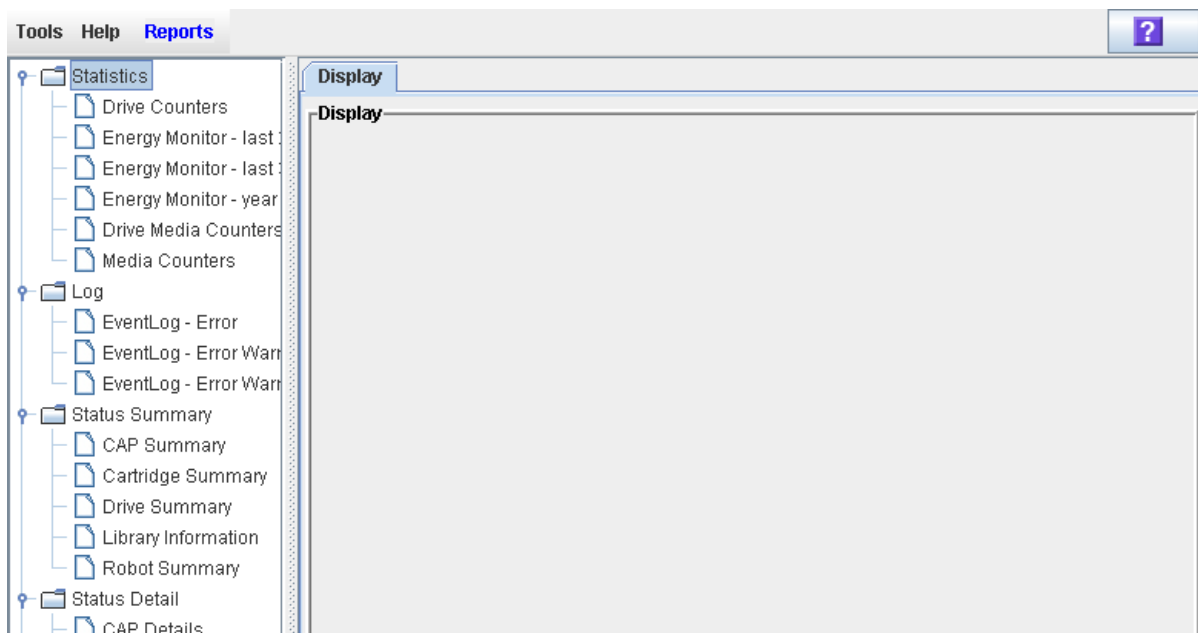 Tools Help Reports ?
Statistics
Drive Counters
Energy Monitor - last
Energy Monitor - last
Energy Monitor - year
Drive Media Counters
Media Counters
Log
EventLog - Error
EventLog - Error Warr
EventLog - Error Warr
Status Summary
CAP Summary
Cartridge Summary
Drive Summary
Library Information
Robot Summary
Status Detail
CAP Details
Display
Display